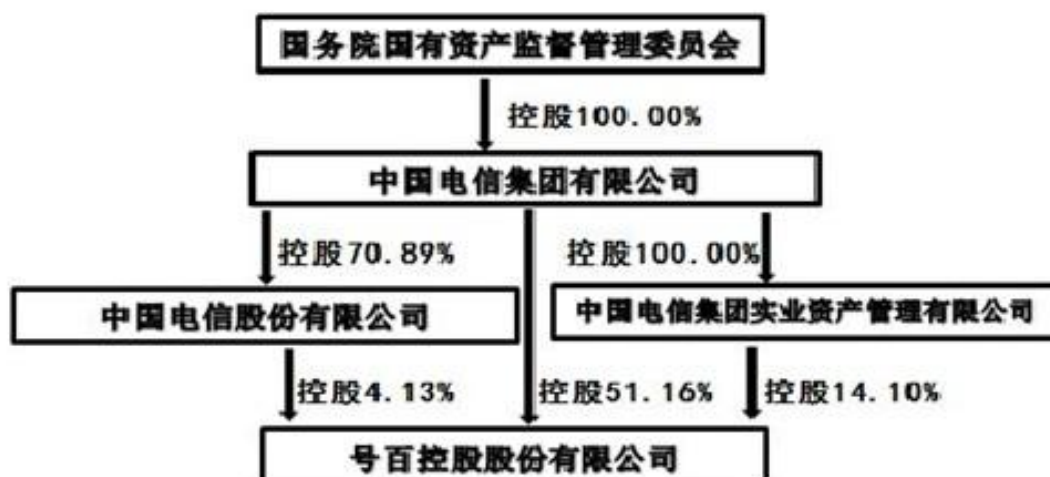 国务院国有资产监督管理委员会
控股100.00%
中国电信集团有限公司
控股70.89%
控股100.00%
中国电信股份有限公司
中国电信集团实业资产管理有限公司
控股4.13%
控股51.16%
控股14.10%
号百控股股份有限公司